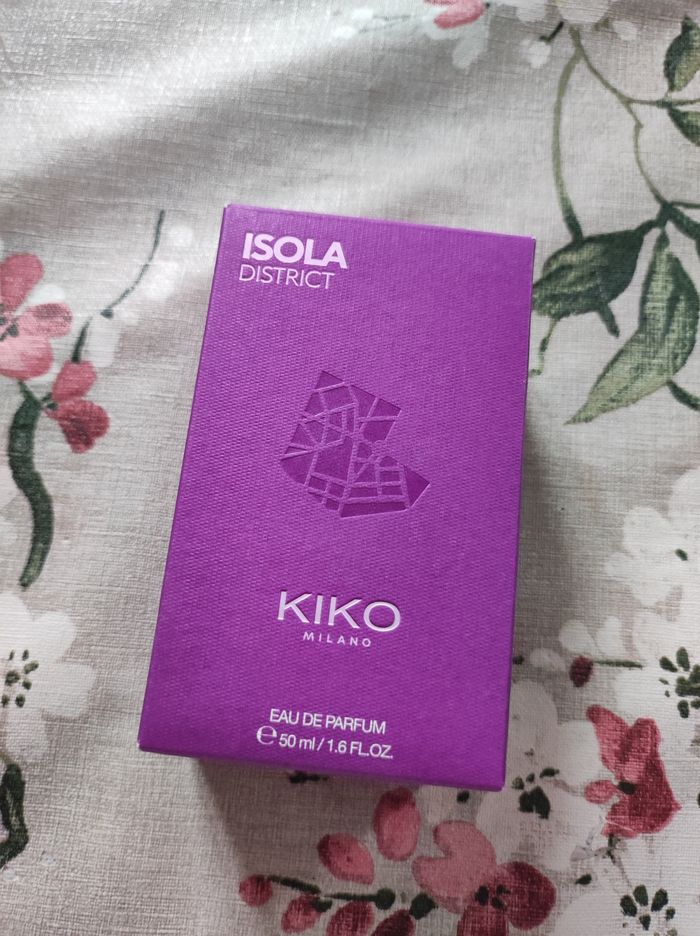 ISOLA
DISTRICT
KIKO
MILANO
EAU DE PARFUM
℮ 50 ml / 1.6 FL.OZ.